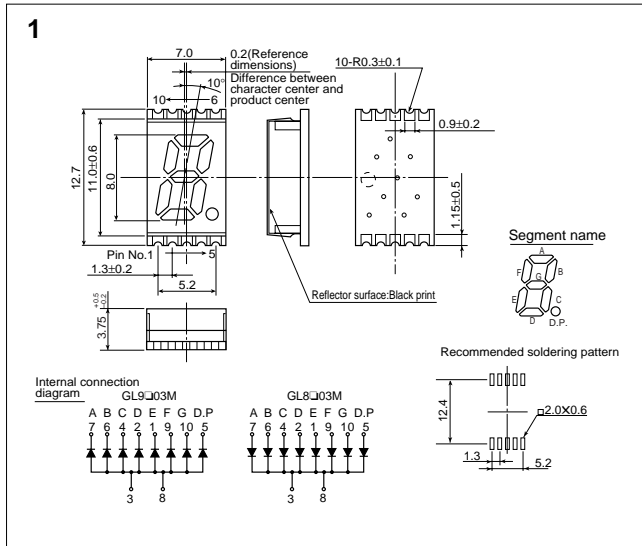 1
7.0
0.2(Reference
dimensions)
Difference between
character center and
product center
10°
10
6
10-R0.3±0.1
0.9±0.2
12.7
11.0±0.6
8.0
1.15±0.5
Pin No.1
5
1.3±0.2
5.2
Reflector surface:Black print
+0.5
−0.2
3.75
Segment name
A
F
B
G
E
C
D
D.P.
Recommended soldering pattern
12.4
□2.0×0.6
1.3
5.2
Internal connection
diagram
GL9□03M
A B C D E F G D.P
7 6 4 2 1 9 10 5
3 8
GL8□03M
A B C D E F G D.P
7 6 4 2 1 9 10 5
3 8